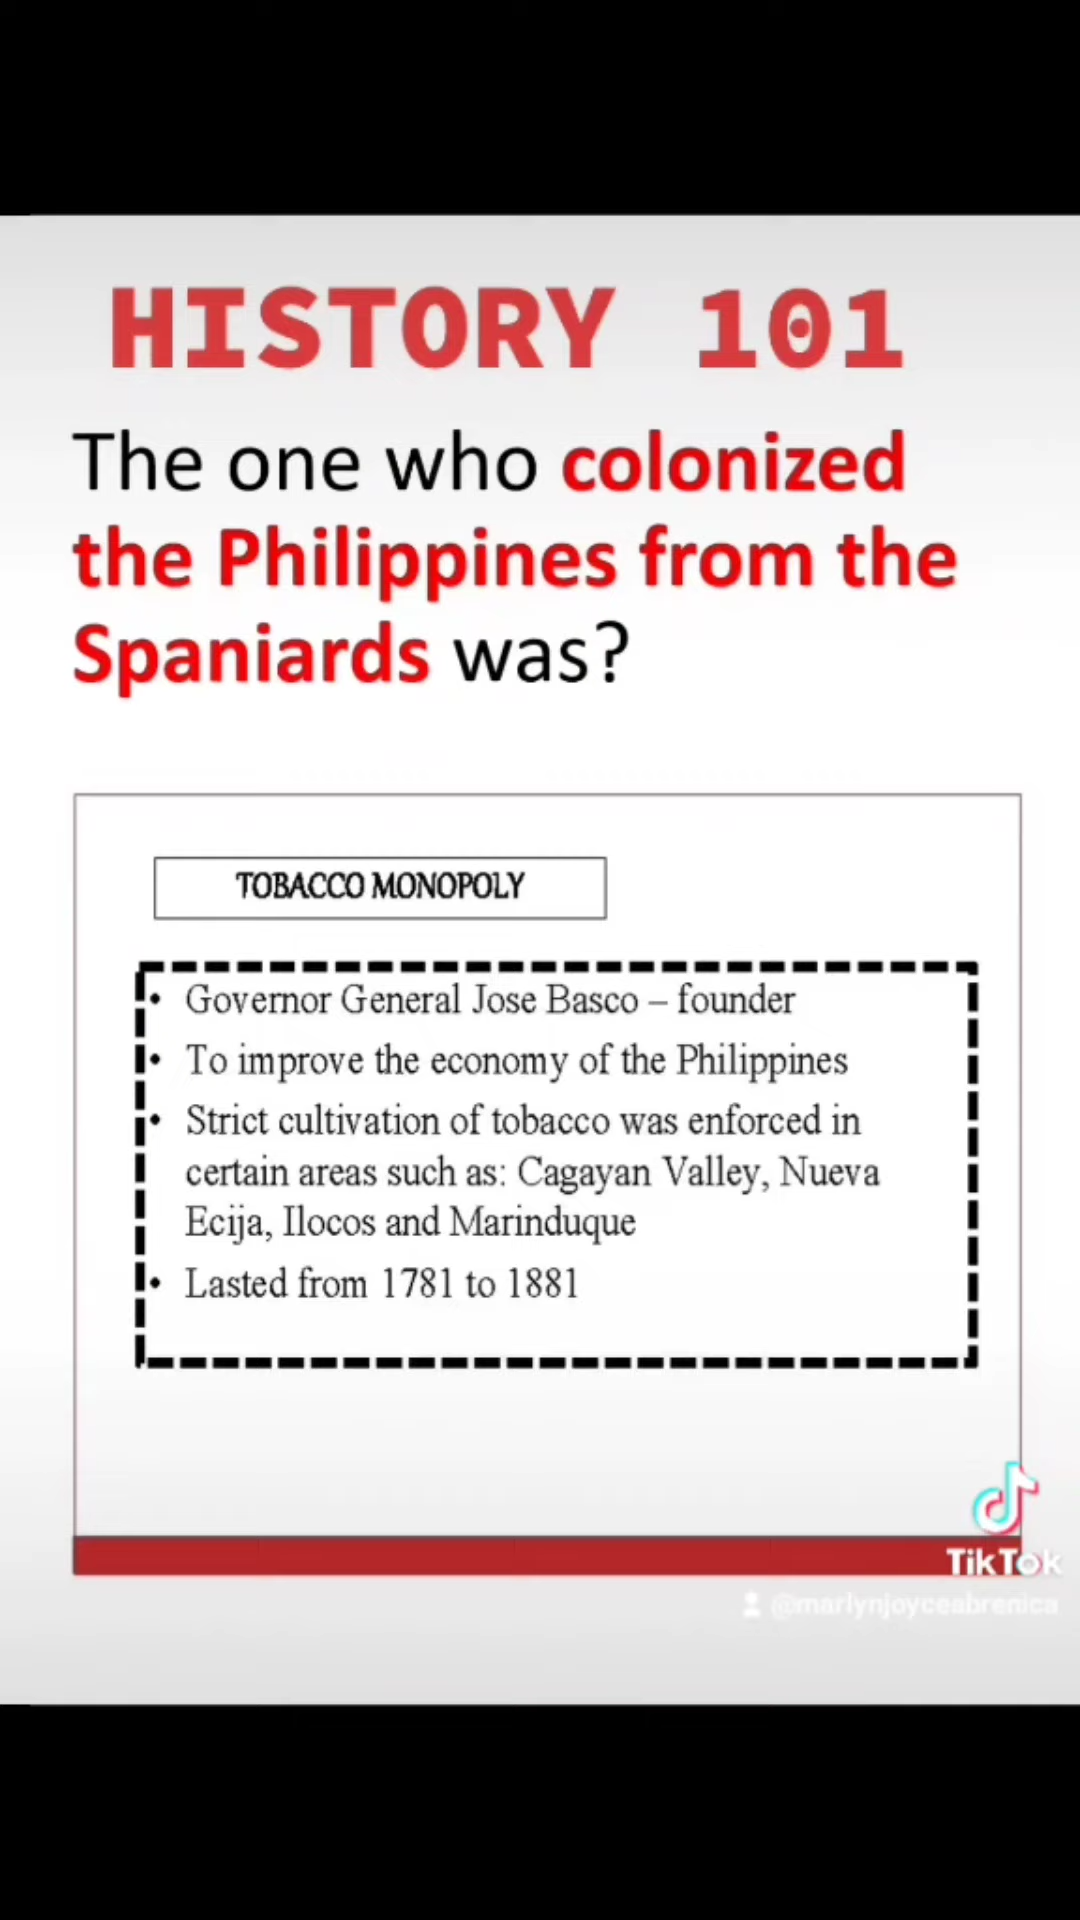 HISTORY 101
The one who colonized
the Philippines from the
Spaniards was?
TOBACCO MONOPOLY
• Governor General Jose Basco – founder
• To improve the economy of the Philippines
• Strict cultivation of tobacco was enforced in
certain areas such as: Cagayan Valley, Nueva
Ecija, Ilocos and Marinduque
• Lasted from 1781 to 1881
TikTok
@marlynjoyceabrenica